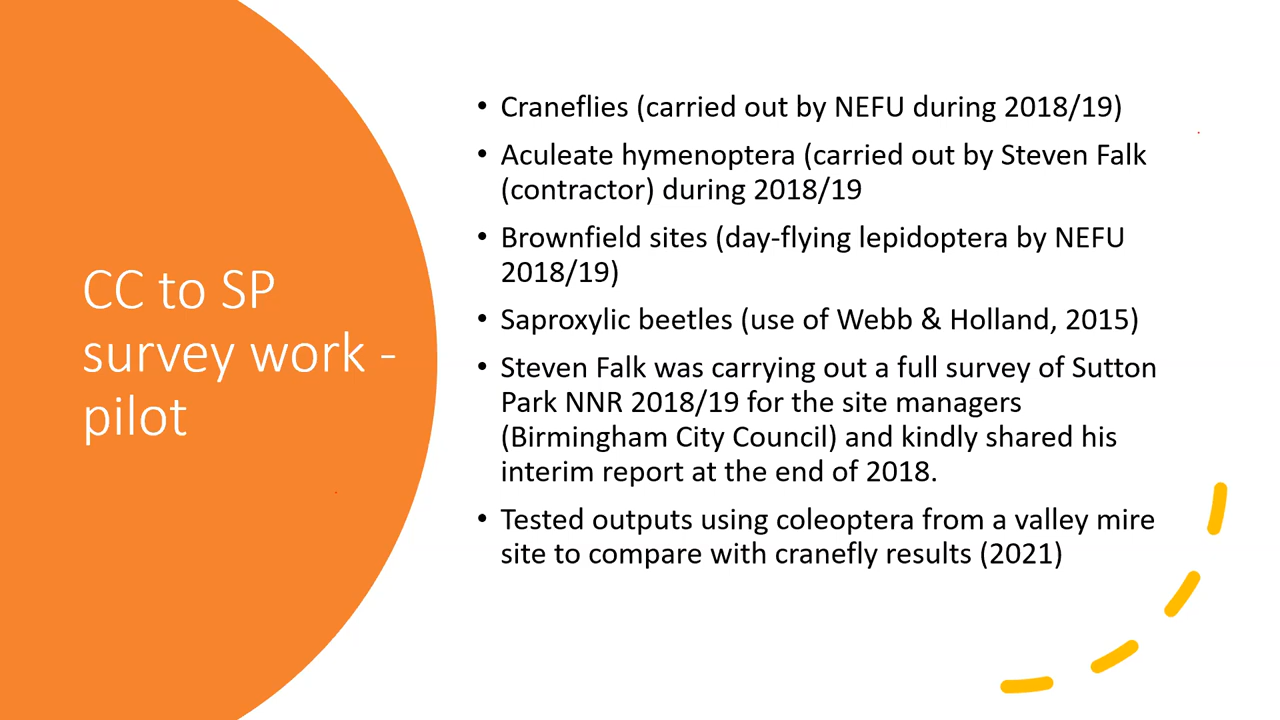 CC to SP
survey work -
pilot
• Craneflies (carried out by NEFU during 2018/19)
• Aculeate hymenoptera (carried out by Steven Falk
(contractor) during 2018/19
• Brownfield sites (day-flying lepidoptera by NEFU
2018/19)
• Saproxylic beetles (use of Webb & Holland, 2015)
• Steven Falk was carrying out a full survey of Sutton
Park NNR 2018/19 for the site managers
(Birmingham City Council) and kindly shared his
interim report at the end of 2018.
• Tested outputs using coleoptera from a valley mire
site to compare with cranefly results (2021)